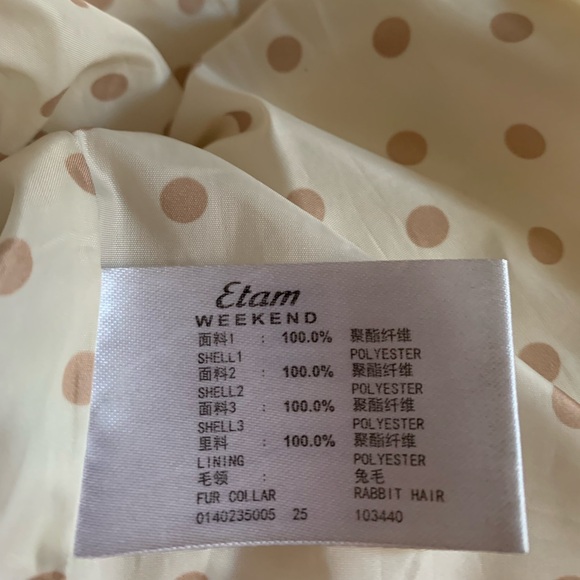 Etam
WEEKEND
面料1 : 100.0% 聚酯纤维
SHELL1 POLYESTER
面料2 : 100.0% 聚酯纤维
SHELL2 POLYESTER
面料3 : 100.0% 聚酯纤维
SHELL3 POLYESTER
里料 : 100.0% 聚酯纤维
LINING POLYESTER
毛领 : 兔毛
FUR COLLAR RABBIT HAIR
0140235005 25 103440